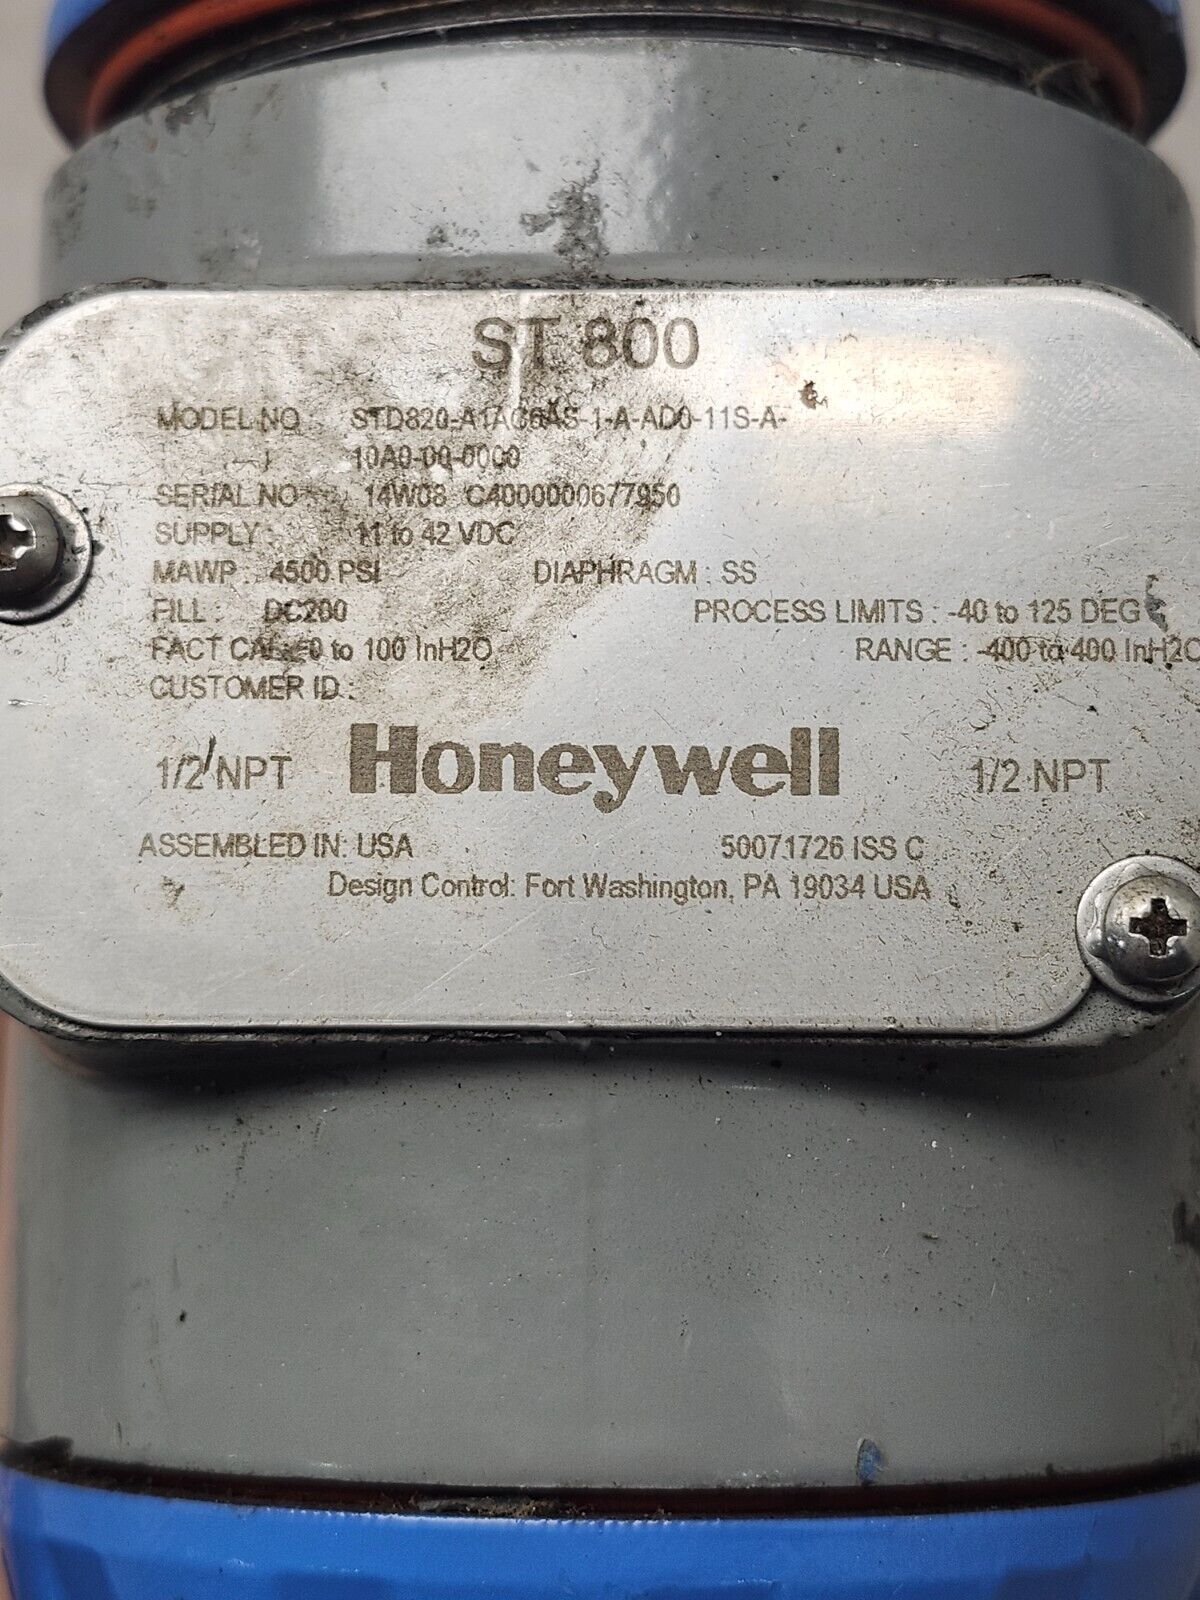 ST 800
MODEL NO : STD820-A1AC6AS-1-A-AD0-11S-A-
10A0-00-0000
SERIAL NO 14W08 C4000000677950
SUPPLY : 11 to 42 VDC
MAWP : 4500 PSI DIAPHRAGM : SS
FILL : DC200 PROCESS LIMITS : -40 to 125 DEG
FACT CAL: 0 to 100 InH2O RANGE : -400 to 400 InH2O
CUSTOMER ID :
1/2 NPT Honeywell 1/2 NPT
ASSEMBLED IN: USA 50071726 ISS C
Design Control: Fort Washington, PA 19034 USA